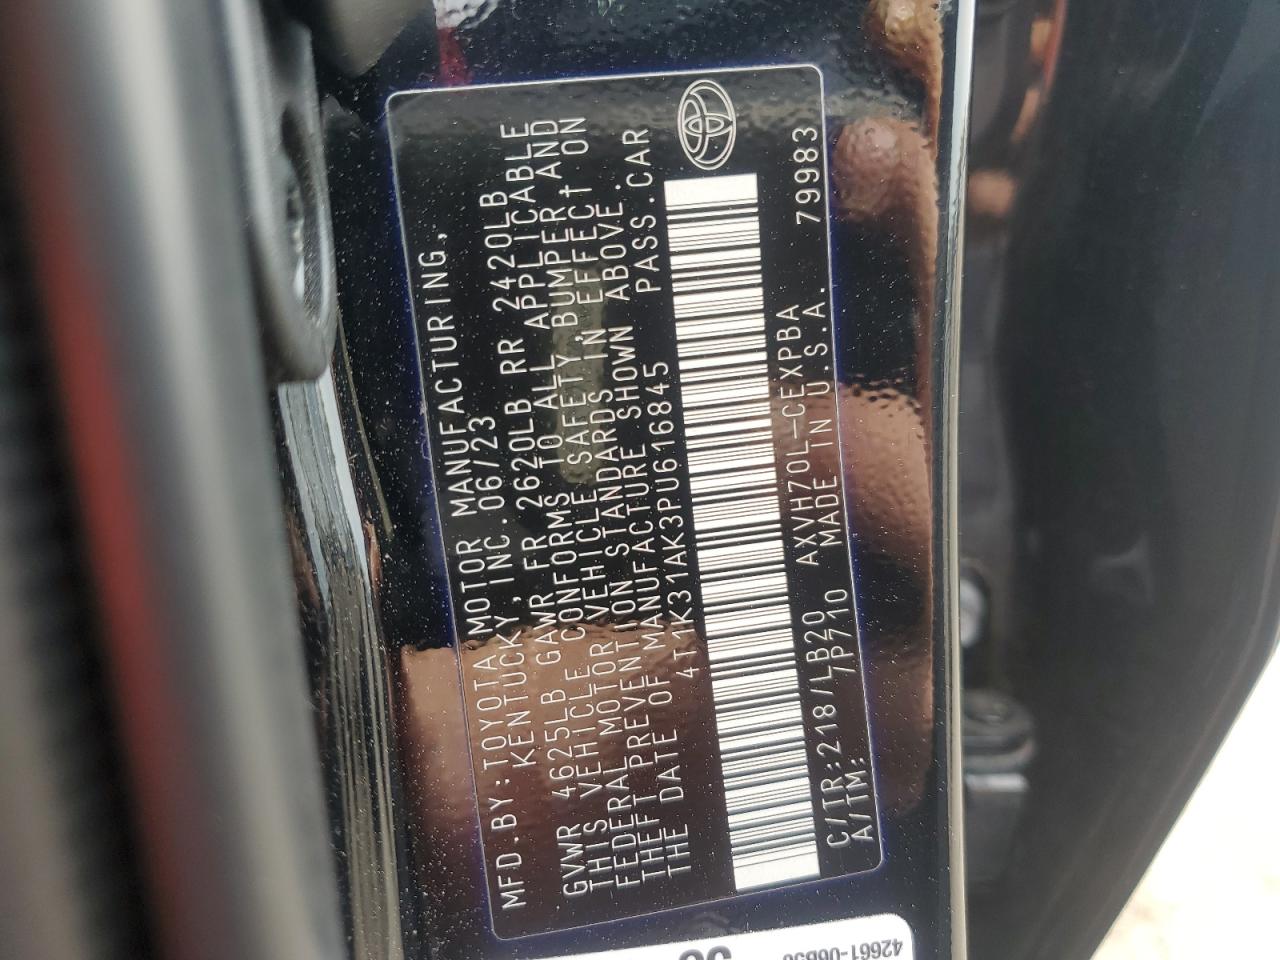 MFD.BY:TOYOTA MOTOR MANUFACTURING,
KENTUCKY, INC. 06/23
GVWR 4625LB GAWR FR 2620LB RR 2420LB
THIS VEHICLE CONFORMS TO ALL APPLICABLE
FEDERAL MOTOR VEHICLE SAFETY, BUMPER AND
THEFT PREVENTION STANDARDS IN EFFECT ON
THE DATE OF MANUFACTURE SHOWN ABOVE.
4T1K31AK3PU616845 PASS.CAR
C/TR:218/LB20 AXVH70L-CEXPBA 79983
A/TM: 7P710 MADE IN U.S.A.